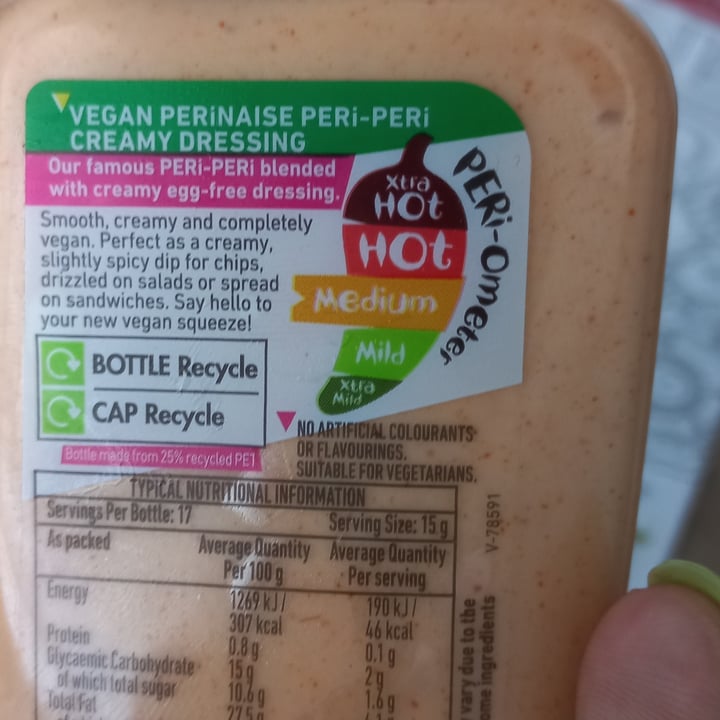 VEGAN PERiNAISE PERi-PERi
CREAMY DRESSING
Our famous PERi-PERi blended
with creamy egg-free dressing.
Smooth, creamy and completely
vegan. Perfect as a creamy,
slightly spicy dip for chips,
drizzled on salads or spread
on sandwiches. Say hello to
your new vegan squeeze!
PERi-Ometer
Xtra
HOt
HOt
Medium
Mild
Xtra
Mild
BOTTLE Recycle
CAP Recycle
Bottle made from 25% recycled PET
NO ARTIFICIAL COLOURANTS
OR FLAVOURINGS.
SUITABLE FOR VEGETARIANS.
TYPICAL NUTRITIONAL INFORMATION
Servings Per Bottle: 17 Serving Size: 15 g
As packed Average Quantity Average Quantity
Per 100 g Per serving
Energy 1269 kJ/ 190 kJ/
307 kcal 46 kcal
Protein 0.8 g 0.1 g
Glycaemic Carbohydrate 15 g 2 g
of which total sugar 10.6 g 1.6 g
Total Fat 27.5 g
V-78591
vary due to the
ingredients